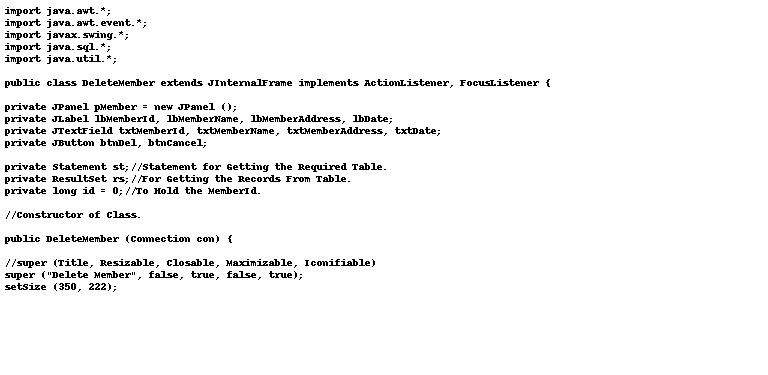 import java.awt.*;
import java.awt.event.*;
import javax.swing.*;
import java.sql.*;
import java.util.*;

public class DeleteMember extends JInternalFrame implements ActionListener, FocusListener {

private JPanel pMember = new JPanel ();
private JLabel lbMemberId, lbMemberName, lbMemberAddress, lbDate;
private JTextField txtMemberId, txtMemberName, txtMemberAddress, txtDate;
private JButton btnDel, btnCancel;

private Statement st;//Statement for Getting the Required Table.
private ResultSet rs;//For Getting the Records From Table.
private long id = 0;//To Hold the MemberId.

//Constructor of Class.

public DeleteMember (Connection con) {

//super (Title, Resizable, Closable, Maximizable, Iconifiable)
super ("Delete Member", false, true, false, true);
setSize (350, 222);